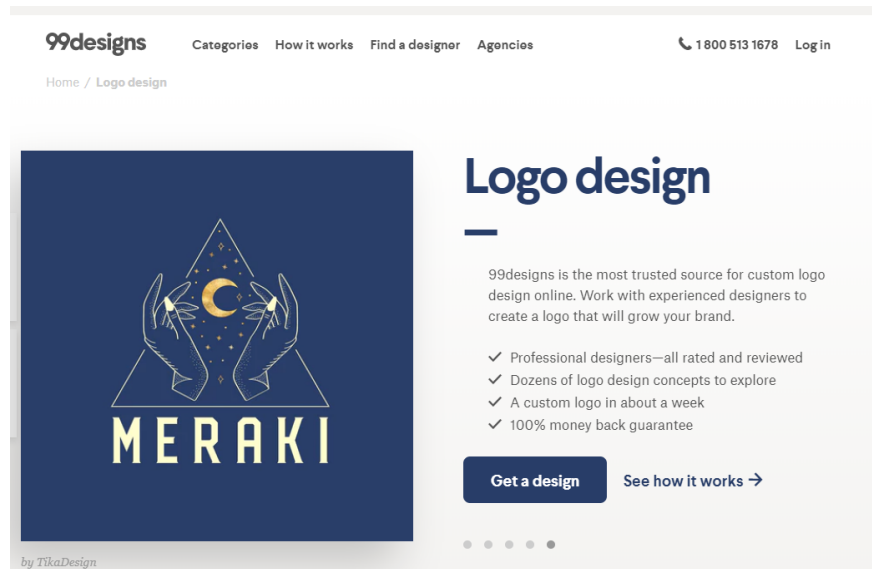 99designs
Categories How it works Find a designer Agencies
1 800 513 1678 Log in
Home / Logo design
MERAKI
by TikaDesign
Logo design
99designs is the most trusted source for custom logo
design online. Work with experienced designers to
create a logo that will grow your brand.
Professional designers—all rated and reviewed
Dozens of logo design concepts to explore
A custom logo in about a week
100% money back guarantee
Get a design
See how it works →